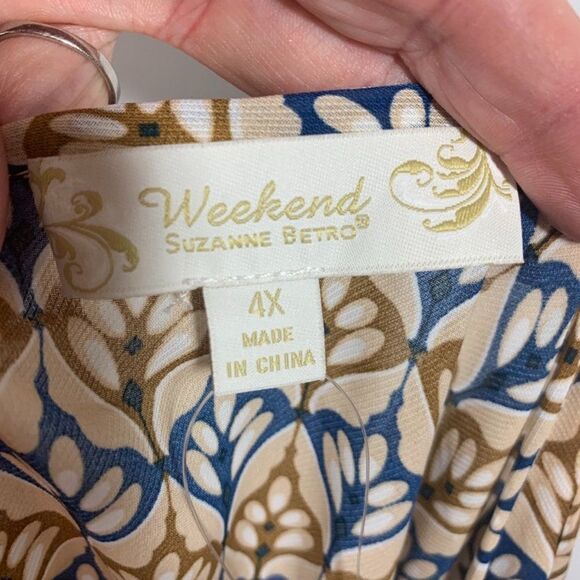 Weekend
SUZANNE BETRO®
4X
MADE
IN CHINA